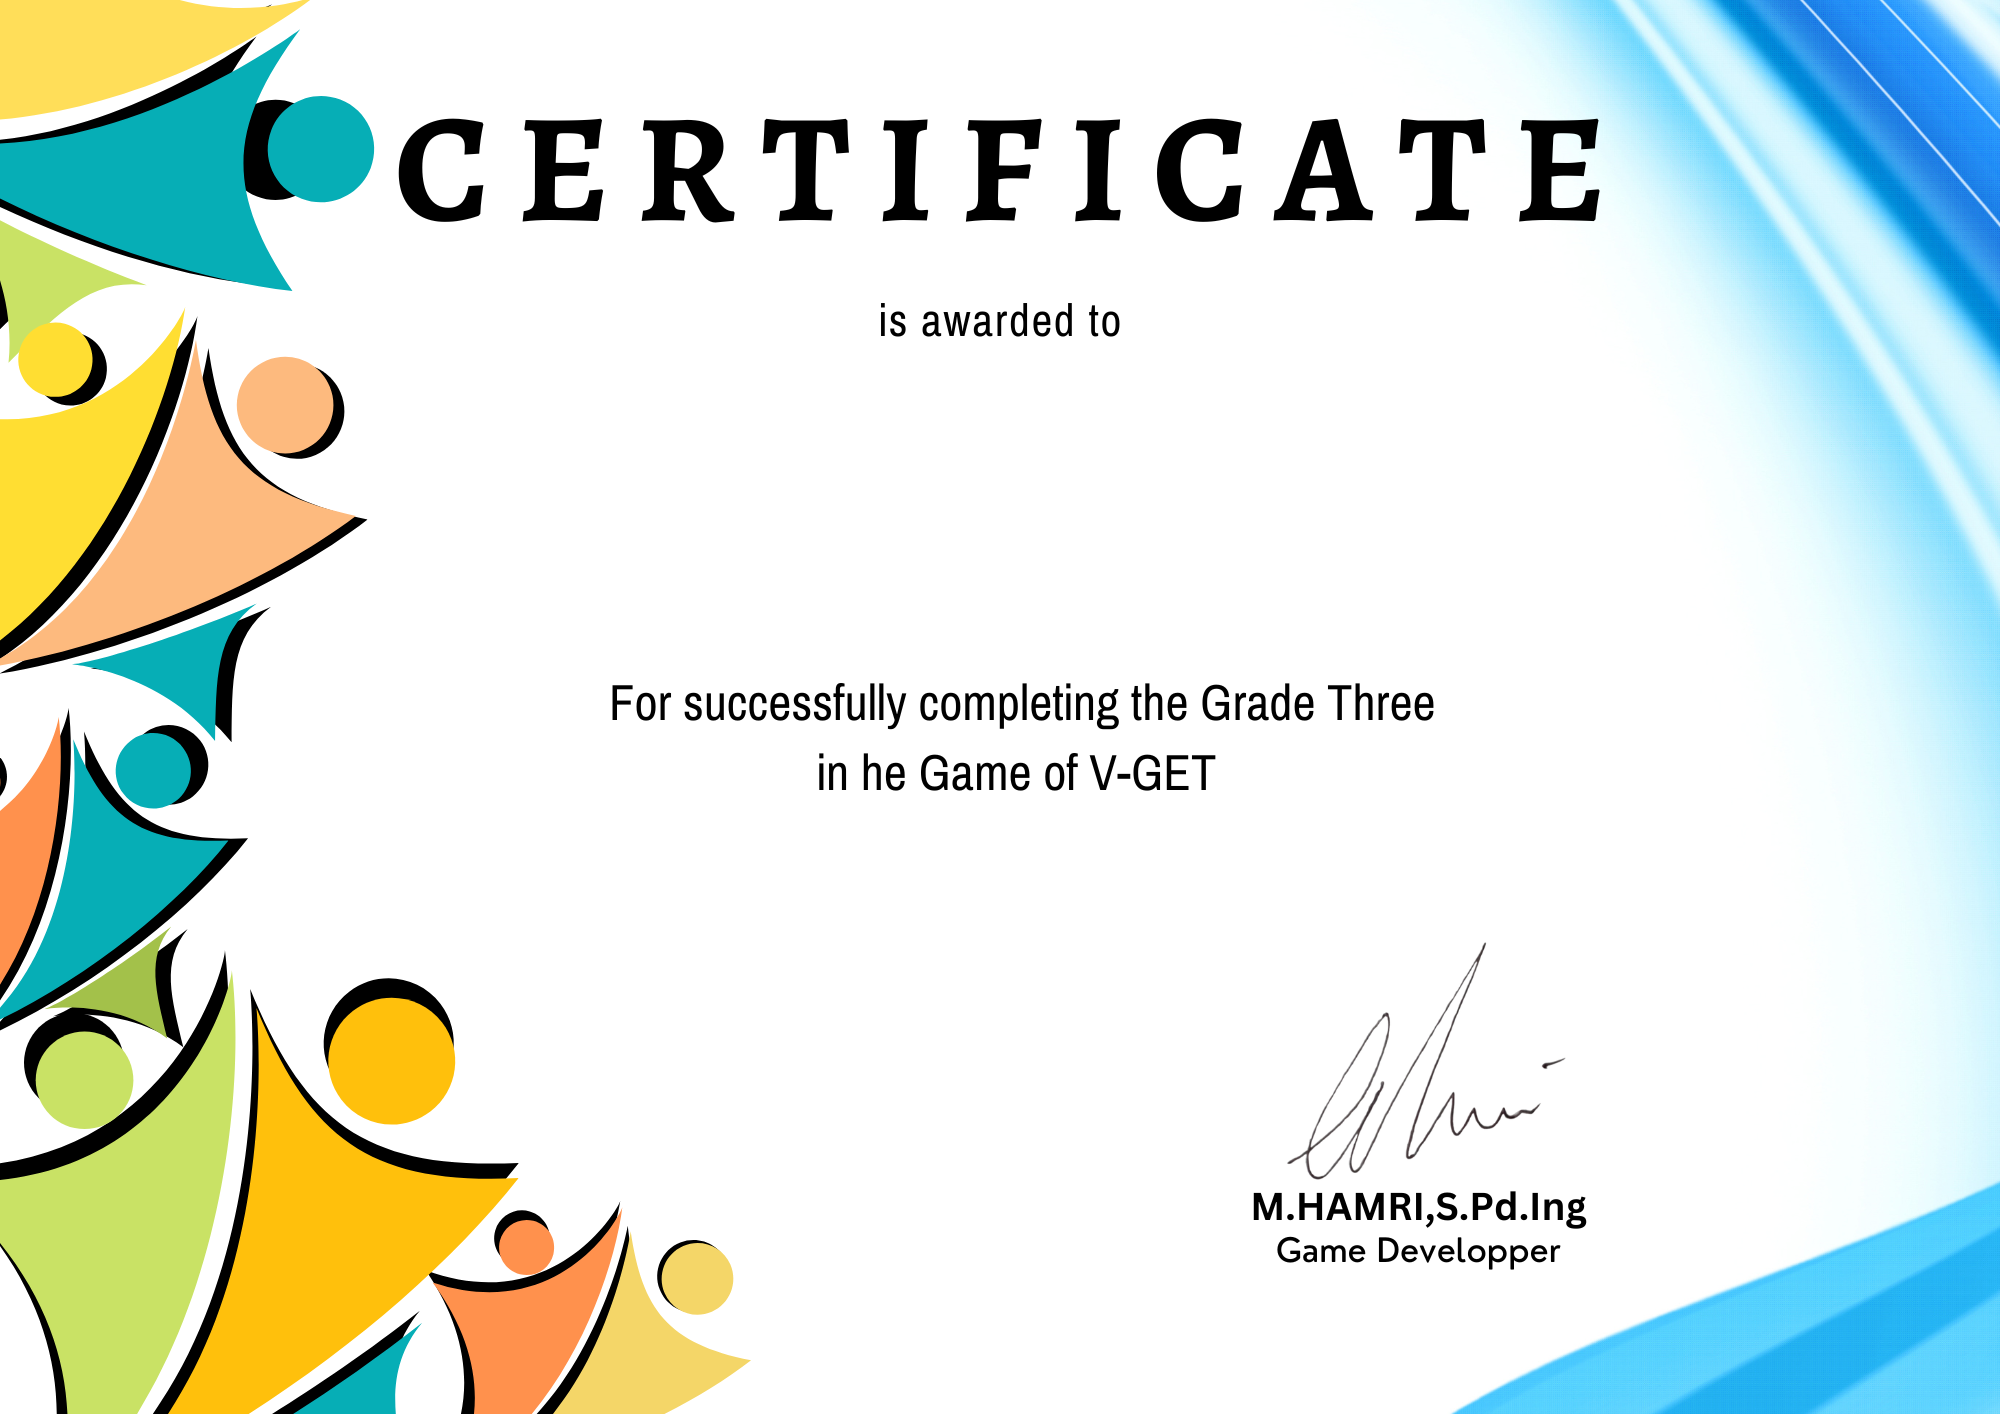 CERTIFICATE
is awarded to
For successfully completing the Grade Three
in he Game of V-GET
M.HAMRI,S.Pd.Ing
Game Developper